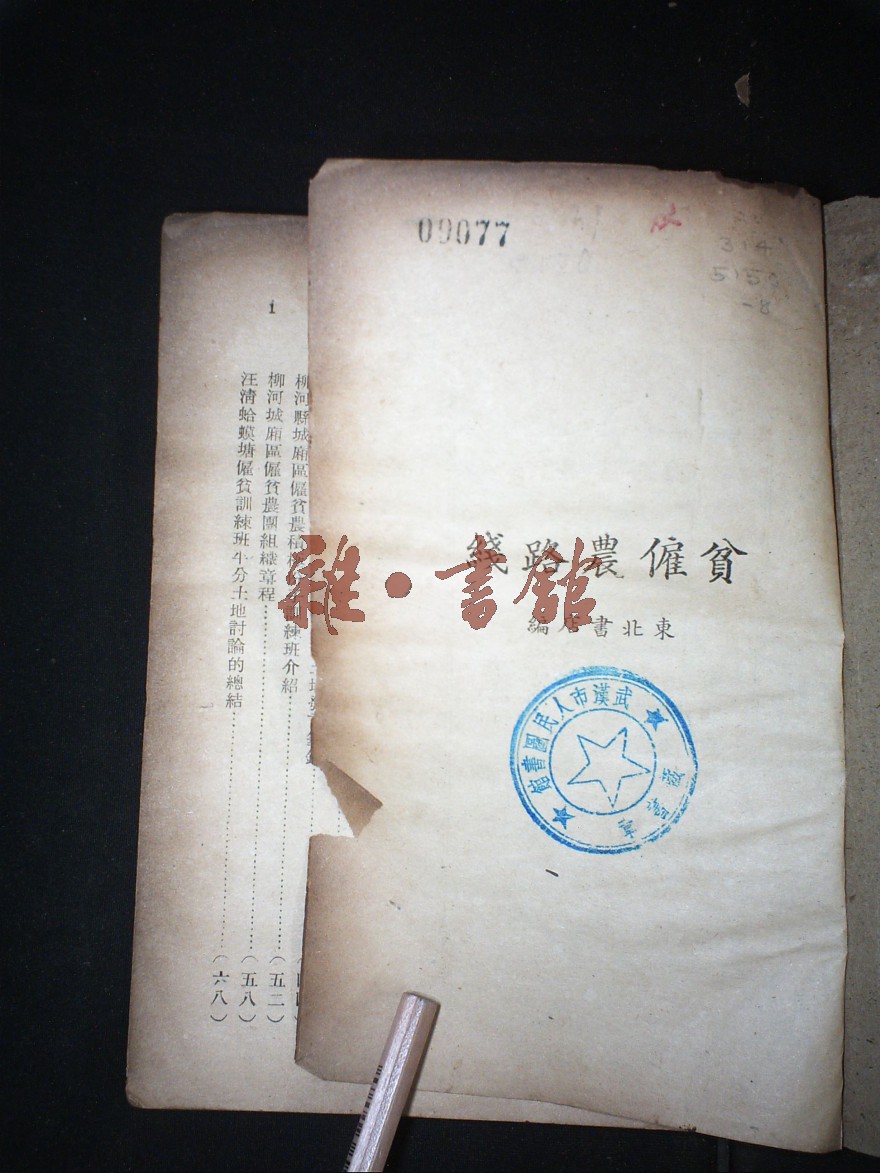 09077
314
515
-8
貧僱農路綫
東北書店編
武漢市人民圖書館
雜·書館
1
柳河縣城廂區僱貧農積
訓練班介紹
柳河城廂區僱貧農團組織章程……(五二)
汪清蛤蟆塘僱貧訓練班平分土地討論的總結……(五八)
(六八)